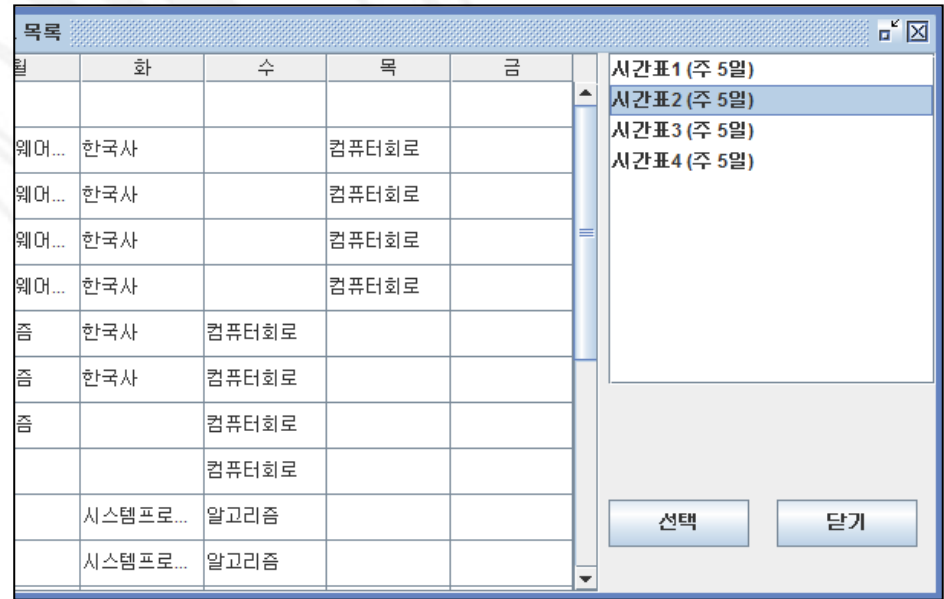 목록
월 화 수 목 금
웨어... 한국사 컴퓨터회로
웨어... 한국사 컴퓨터회로
웨어... 한국사 컴퓨터회로
웨어... 한국사 컴퓨터회로
즘 한국사 컴퓨터회로
즘 한국사 컴퓨터회로
즘 컴퓨터회로
컴퓨터회로
시스템프로... 알고리즘
시스템프로... 알고리즘
시간표1 (주 5일)
시간표2 (주 5일)
시간표3 (주 5일)
시간표4 (주 5일)
선택 닫기